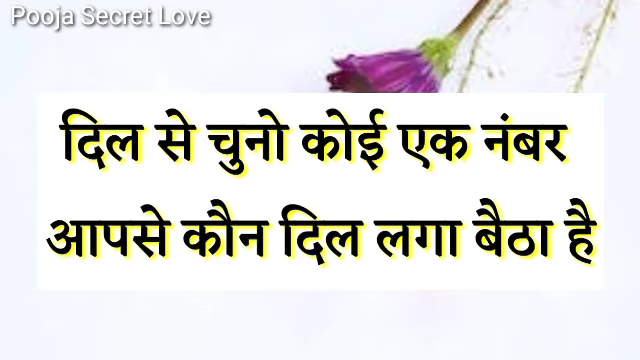 Pooja Secret Love
दिल से चुनो कोई एक नंबर
आपसे कौन दिल लगा बैठा है